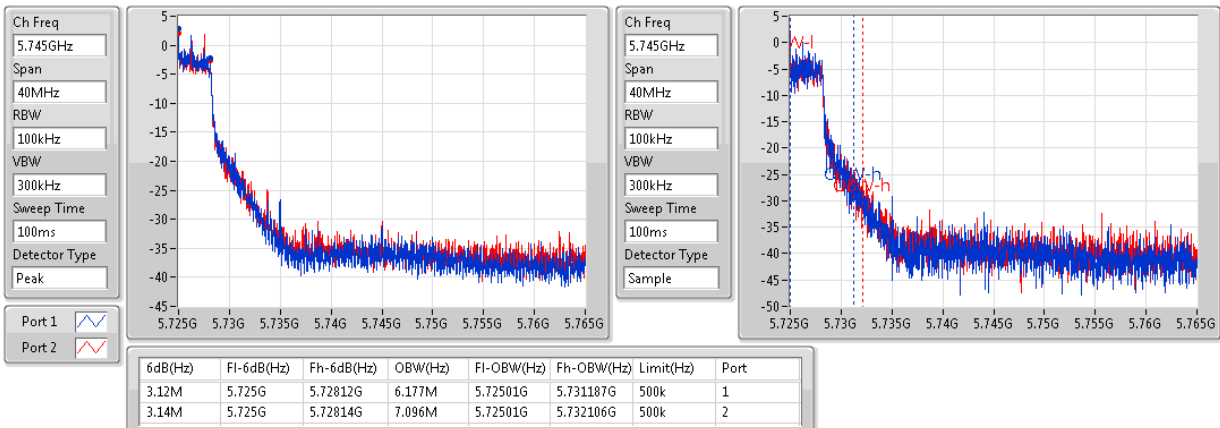 Ch Freq
5.745GHz
Span
40MHz
RBW
100kHz
VBW
300kHz
Sweep Time
100ms
Detector Type
Peak
Port 1
Port 2
5
0
-5
-10
-15
-20
-25
-30
-35
-40
-45
5.725G 5.73G 5.735G 5.74G 5.745G 5.75G 5.755G 5.76G 5.765G
Ch Freq
5.745GHz
Span
40MHz
RBW
100kHz
VBW
300kHz
Sweep Time
100ms
Detector Type
Sample
5
0
-5
-10
-15
-20
-25
-30
-35
-40
-45
-50
5.725G 5.73G 5.735G 5.74G 5.745G 5.75G 5.755G 5.76G 5.765G
6dB(Hz) Fl-6dB(Hz) Fh-6dB(Hz) OBW(Hz) Fl-OBW(Hz) Fh-OBW(Hz) Limit(Hz) Port
3.12M 5.725G 5.72812G 6.177M 5.72501G 5.731187G 500k 1
3.14M 5.725G 5.72814G 7.096M 5.72501G 5.732106G 500k 2